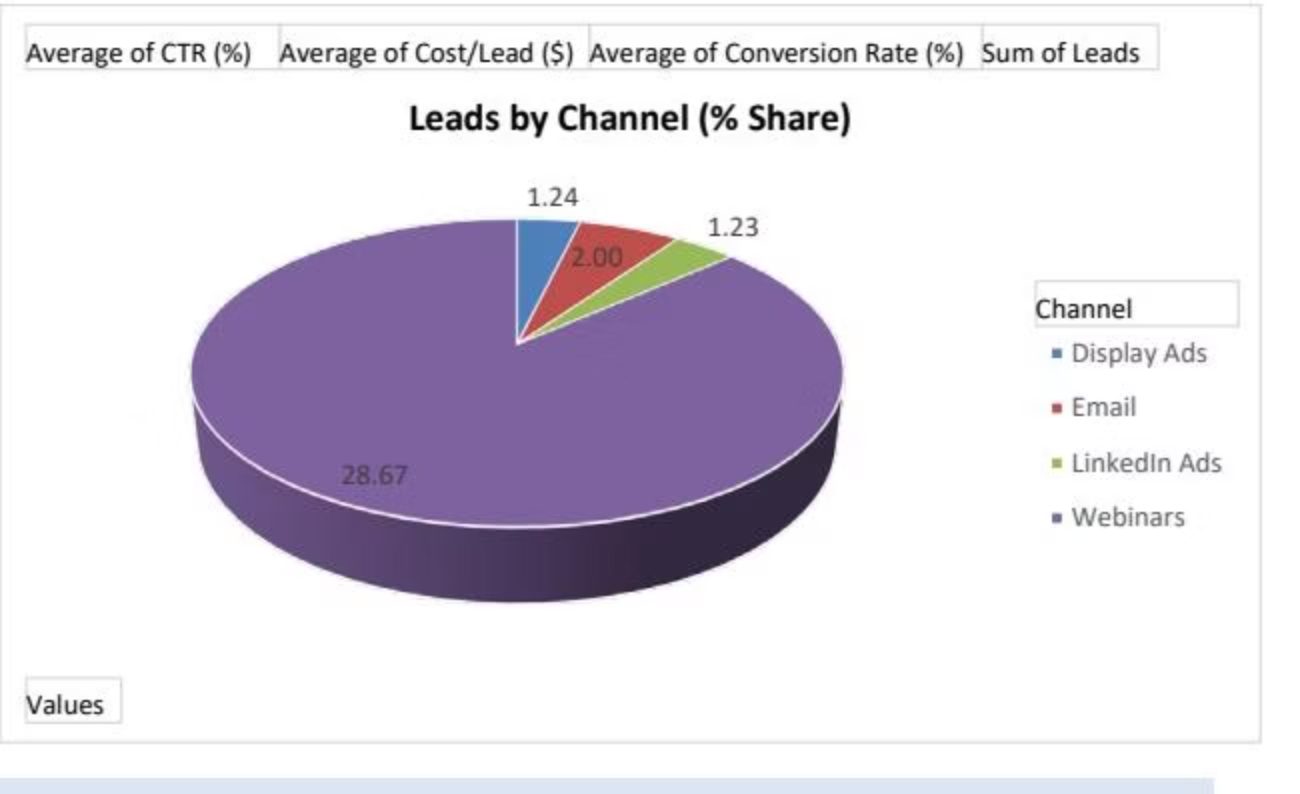 Average of CTR (%) Average of Cost/Lead ($) Average of Conversion Rate (%) Sum of Leads
Leads by Channel (% Share)
1.24
1.23
2.00
28.67
Channel
Display Ads
Email
LinkedIn Ads
Webinars
Values